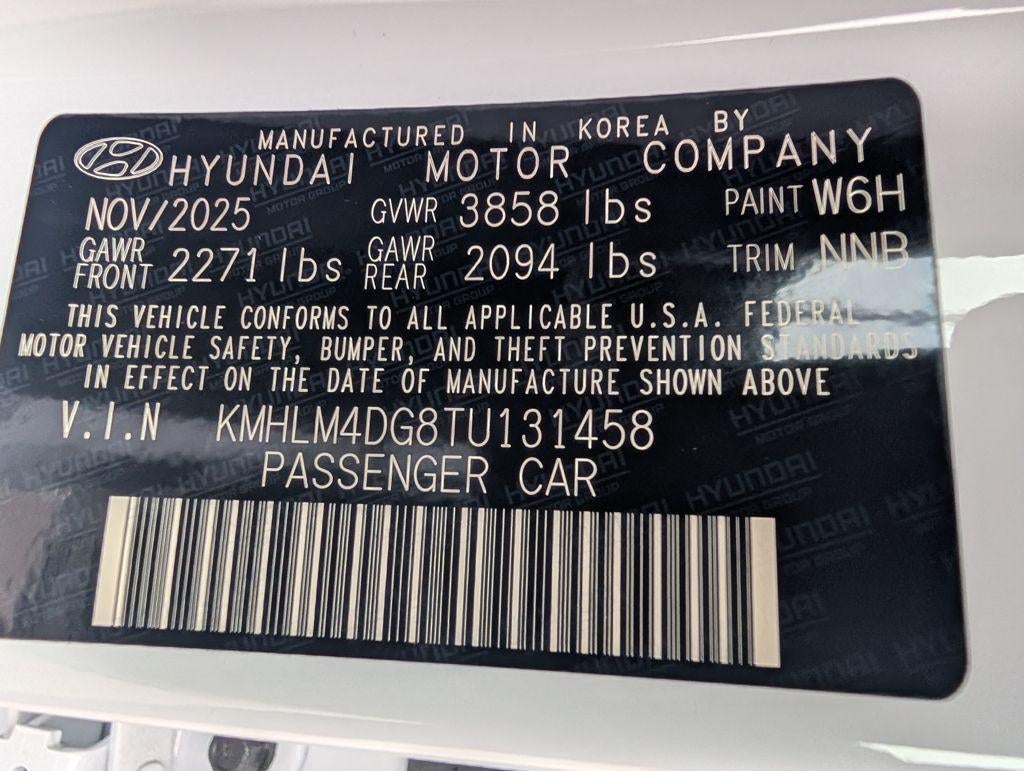 MANUFACTURED IN KOREA BY
HYUNDAI MOTOR COMPANY
NOV/2025 GVWR 3858 lbs PAINT W6H
GAWR FRONT 2271 lbs GAWR REAR 2094 lbs TRIM NNB
THIS VEHICLE CONFORMS TO ALL APPLICABLE U.S.A. FEDERAL
MOTOR VEHICLE SAFETY, BUMPER, AND THEFT PREVENTION STANDARDS
IN EFFECT ON THE DATE OF MANUFACTURE SHOWN ABOVE
V.I.N KMHLM4DG8TU131458
PASSENGER CAR